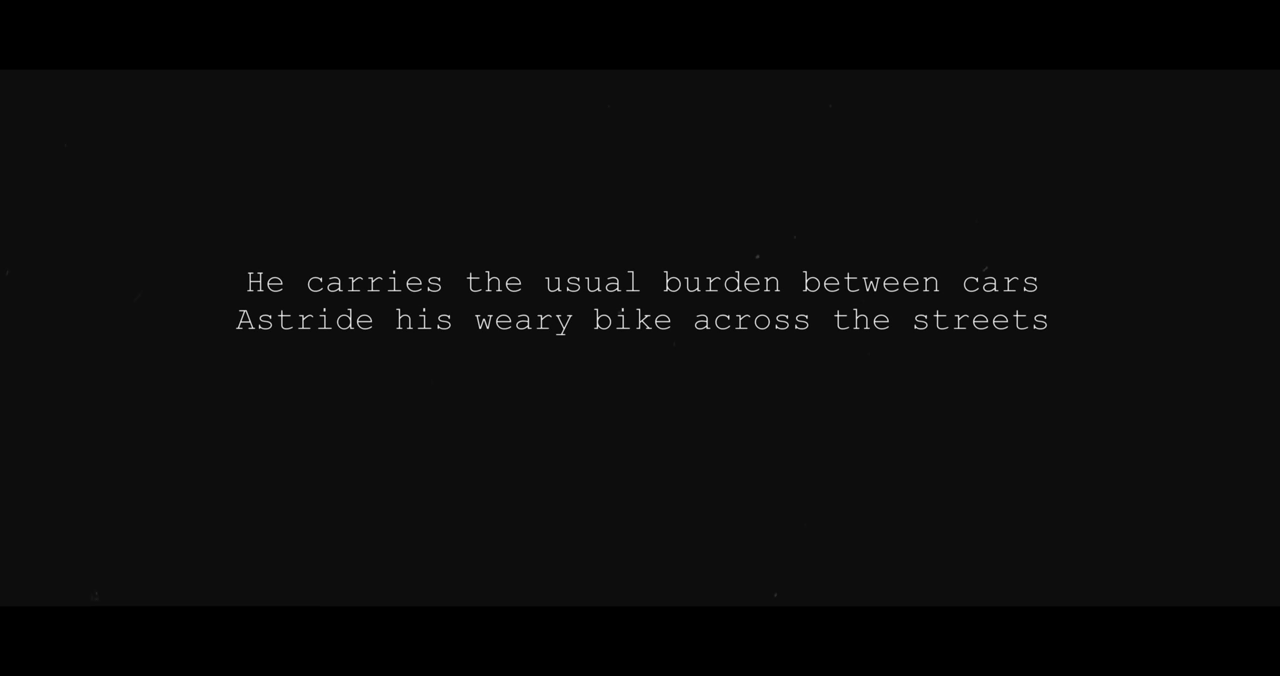 He carries the usual burden between cars
Astride his weary bike across the streets